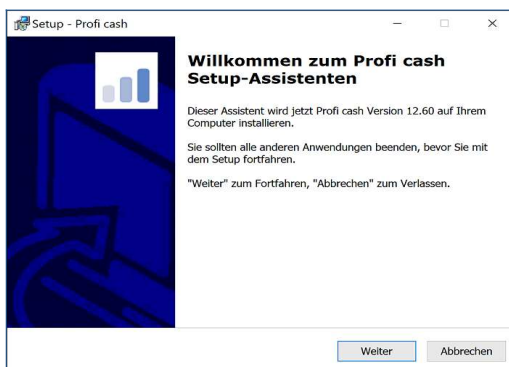 Setup - Profi cash
Willkommen zum Profi cash
Setup-Assistenten
Dieser Assistent wird jetzt Profi cash Version 12.60 auf Ihrem
Computer installieren.
Sie sollten alle anderen Anwendungen beenden, bevor Sie mit
dem Setup fortfahren.
"Weiter" zum Fortfahren, "Abbrechen" zum Verlassen.
Weiter Abbrechen